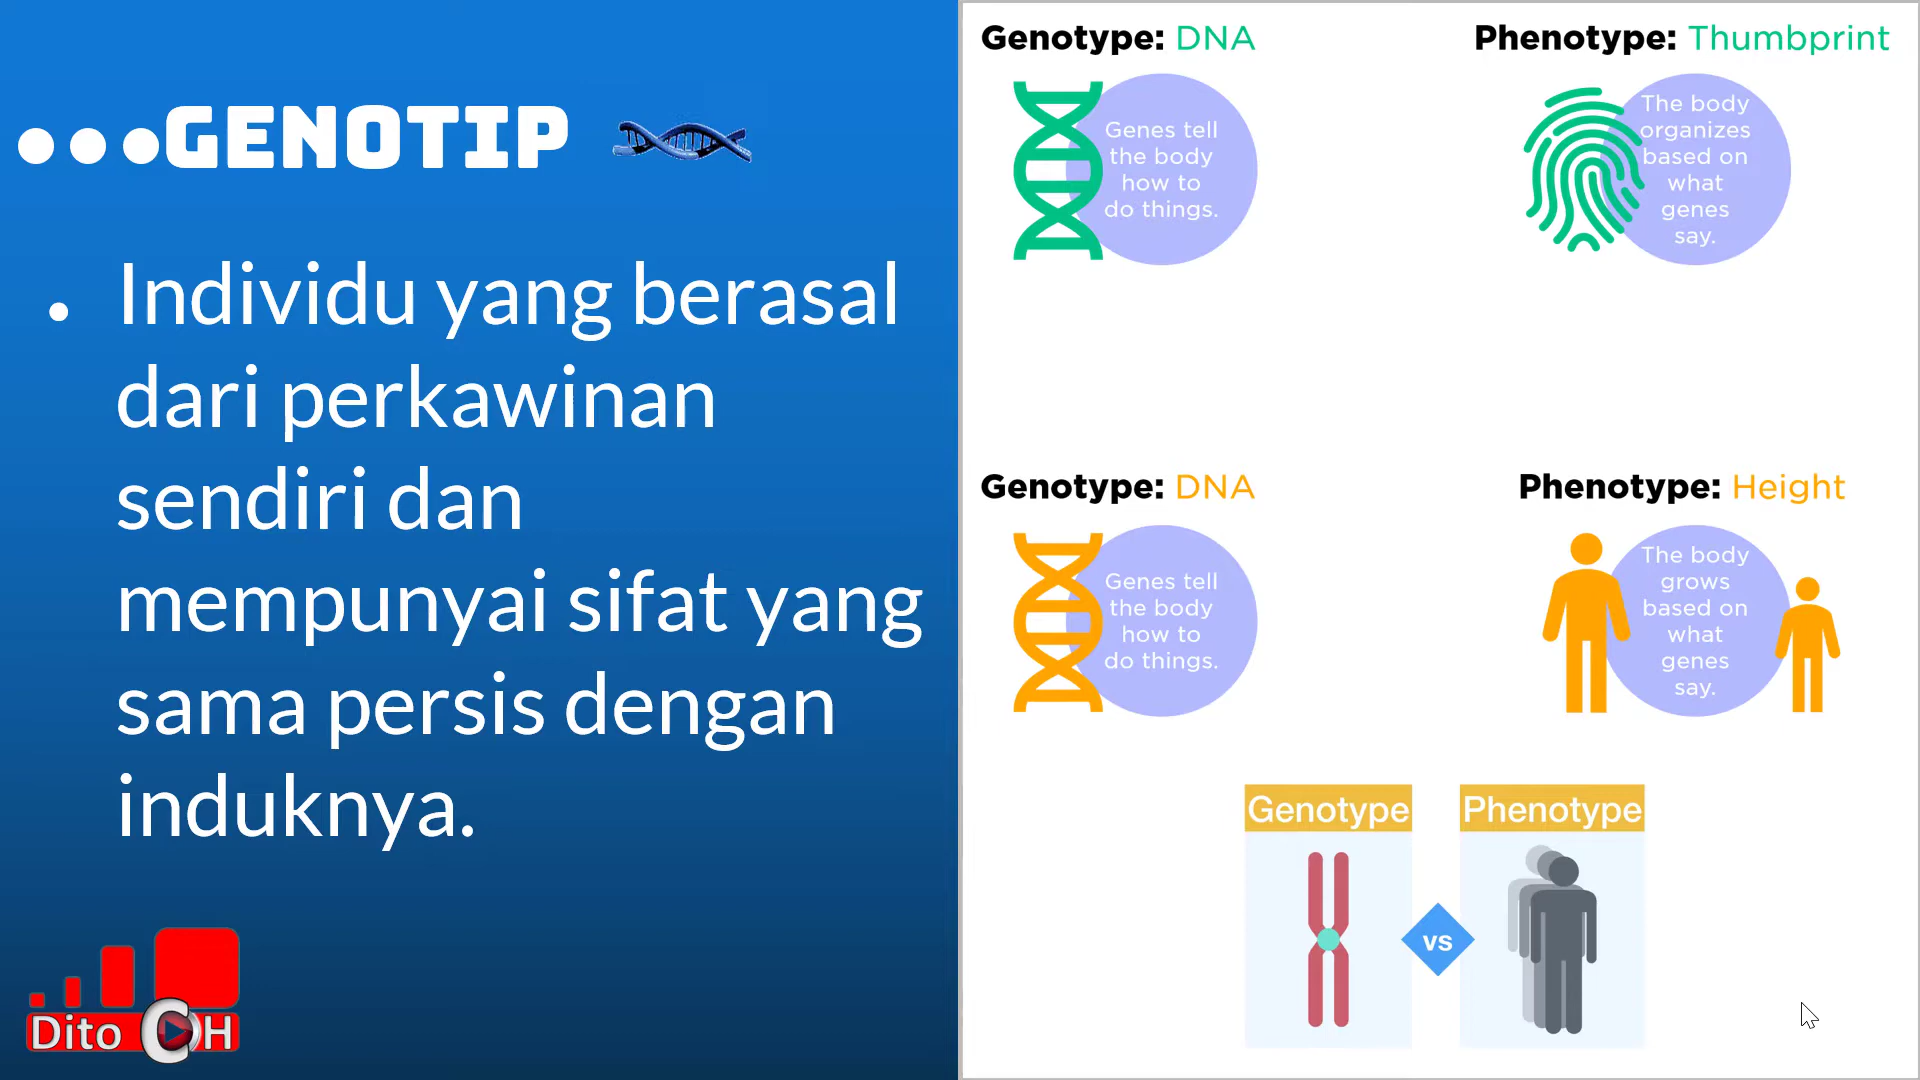 ●●●GENOTIP
• Individu yang berasal
dari perkawinan
sendiri dan
mempunyai sifat yang
sama persis dengan
induknya.
Dito CH
Genotype: DNA
Genes tell
the body
how to
do things.
Phenotype: Thumbprint
The body
organizes
based on
what
genes
say.
Genotype: DNA
Genes tell
the body
how to
do things.
Phenotype: Height
The body
grows
based on
what
genes
say.
Genotype
vs
Phenotype